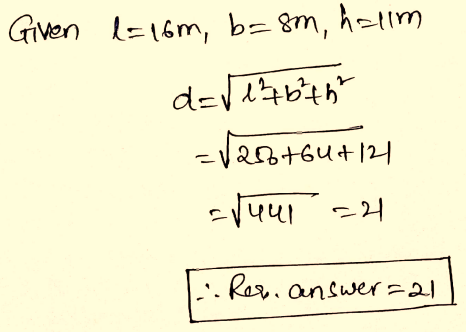 Given l=16m, b=8m, h=11m
d=√l²+b²+h²
=√256+64+121
=√441 =21
∴ Req. answer=21